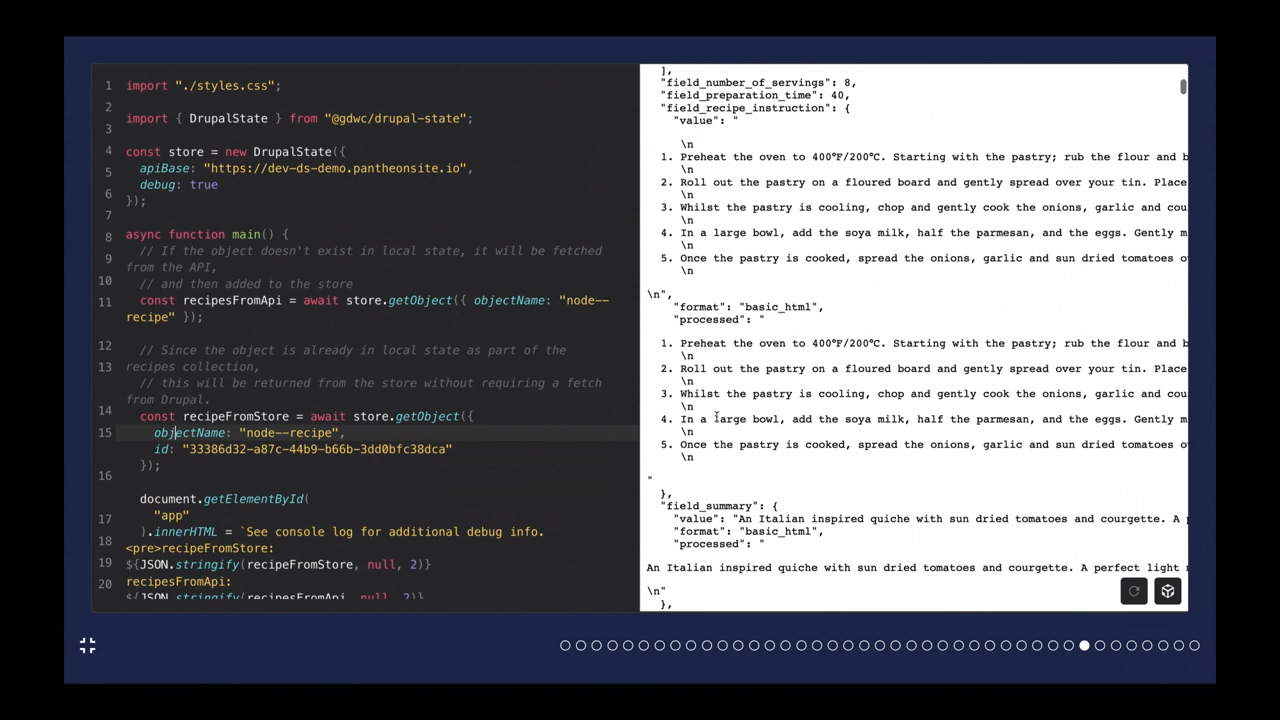 1 import "./styles.css";
2
3 import { DrupalState } from "@gdwc/drupal-state";
4 const store = new DrupalState({
5 apiBase: "https://dev-ds-demo.pantheonsite.io",
6 debug: true
});
7
8 async function main() {
9 // If the object doesn't exist in local state, it will be fetched
from the API,
10 // and then added to the store
11 const recipesFromApi = await store.getObject({ objectName: "node--
recipe" });
12 // Since the object is already in local state as part of the
13 recipes collection,
// this will be returned from the store without requiring a fetch
from Drupal.
14 const recipeFromStore = await store.getObject({
15 objectName: "node--recipe",
id: "33386d32-a87c-44b9-b66b-3dd0bfc38dca"
16 });
document.getElementById(
17 "app"
18 ).innerHTML = `See console log for additional debug info.
<pre>recipeFromStore:
19 ${JSON.stringify(recipeFromStore, null, 2)}
20 recipesFromApi:
${JSON.stringify(recipesFromApi, null, 2)}
],
"field_number_of_servings": 8,
"field_preparation_time": 40,
"field_recipe_instruction": {
"value": "
\n
1. Preheat the oven to 400°F/200°C. Starting with the pastry; rub the flour and b
\n
2. Roll out the pastry on a floured board and gently spread over your tin. Place
\n
3. Whilst the pastry is cooling, chop and gently cook the onions, garlic and cou
\n
4. In a large bowl, add the soya milk, half the parmesan, and the eggs. Gently m
\n
5. Once the pastry is cooked, spread the onions, garlic and sun dried tomatoes o
\n
\n",
"format": "basic_html",
"processed": "
1. Preheat the oven to 400°F/200°C. Starting with the pastry; rub the flour and b
\n
2. Roll out the pastry on a floured board and gently spread over your tin. Place
\n
3. Whilst the pastry is cooling, chop and gently cook the onions, garlic and cou
\n
4. In a large bowl, add the soya milk, half the parmesan, and the eggs. Gently m
\n
5. Once the pastry is cooked, spread the onions, garlic and sun dried tomatoes o
\n
"
},
"field_summary": {
"value": "An Italian inspired quiche with sun dried tomatoes and courgette. A p
"format": "basic_html",
"processed": "
An Italian inspired quiche with sun dried tomatoes and courgette. A perfect light
\n"
},